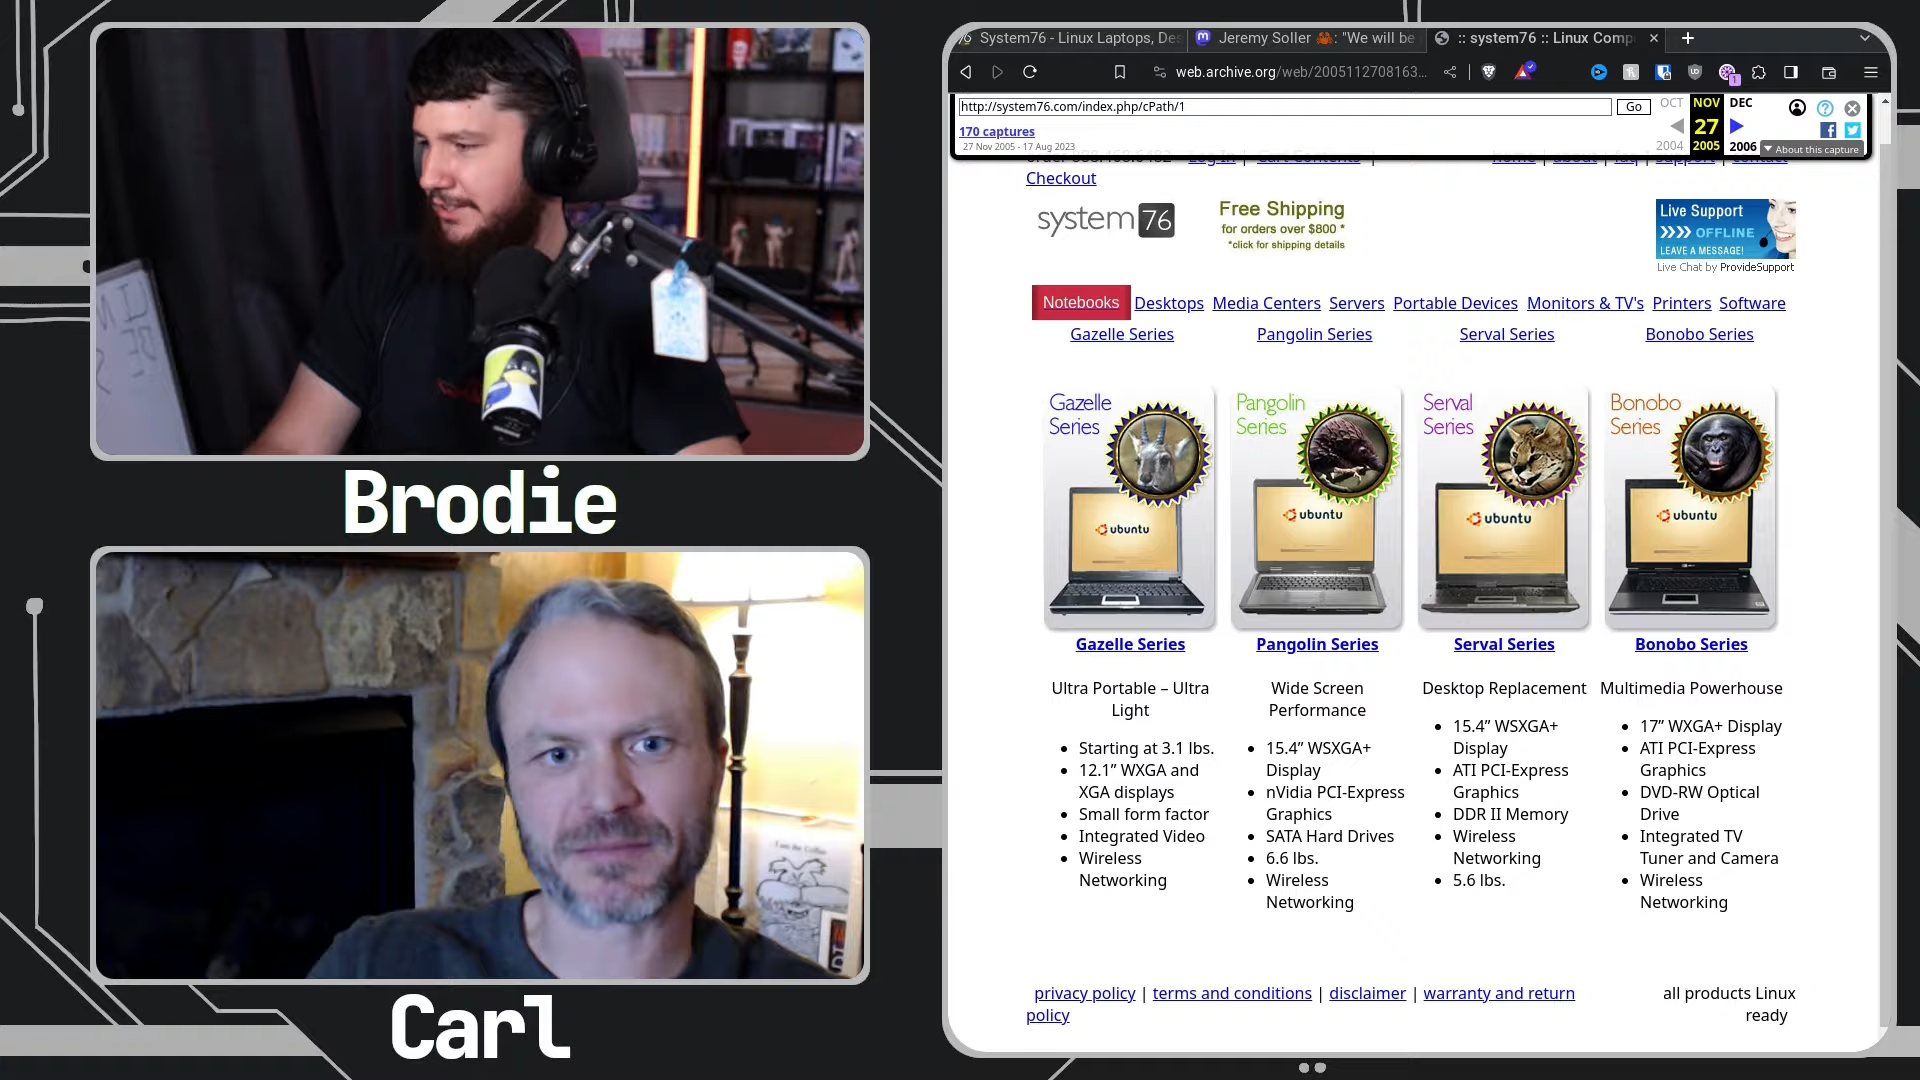 System76 - Linux Laptops, Des
Jeremy Soller 🦀: "We will be
:: system76 :: Linux Comp
web.archive.org/web/2005112708163...
http://system76.com/index.php/cPath/1
Go
OCT
NOV
DEC
170 captures
27
27 Nov 2005 - 17 Aug 2023
2004
2005
2006
About this capture
Log In | Cart Contents |
home | about | faq | support | contact
Checkout
system76
Free Shipping
for orders over $800 *
*click for shipping details
Live Support
OFFLINE
LEAVE A MESSAGE!
Live Chat by ProvideSupport
Notebooks Desktops Media Centers Servers Portable Devices Monitors & TV's Printers Software
Gazelle Series Pangolin Series Serval Series Bonobo Series
Gazelle
Series
ubuntu
Pangolin
Series
ubuntu
Serval
Series
ubuntu
Bonobo
Series
ubuntu
Gazelle Series
Ultra Portable – Ultra
Light
• Starting at 3.1 lbs.
• 12.1” WXGA and
XGA displays
• Small form factor
• Integrated Video
• Wireless
Networking
Pangolin Series
Wide Screen
Performance
• 15.4” WSXGA+
Display
• nVidia PCI-Express
Graphics
• SATA Hard Drives
• 6.6 lbs.
• Wireless
Networking
Serval Series
Desktop Replacement
• 15.4” WSXGA+
Display
• ATI PCI-Express
Graphics
• DDR II Memory
• Wireless
Networking
• 5.6 lbs.
Bonobo Series
Multimedia Powerhouse
• 17” WXGA+ Display
• ATI PCI-Express
Graphics
• DVD-RW Optical
Drive
• Integrated TV
Tuner and Camera
• Wireless
Networking
privacy policy | terms and conditions | disclaimer | warranty and return
policy
all products Linux
ready
Brodie
Carl